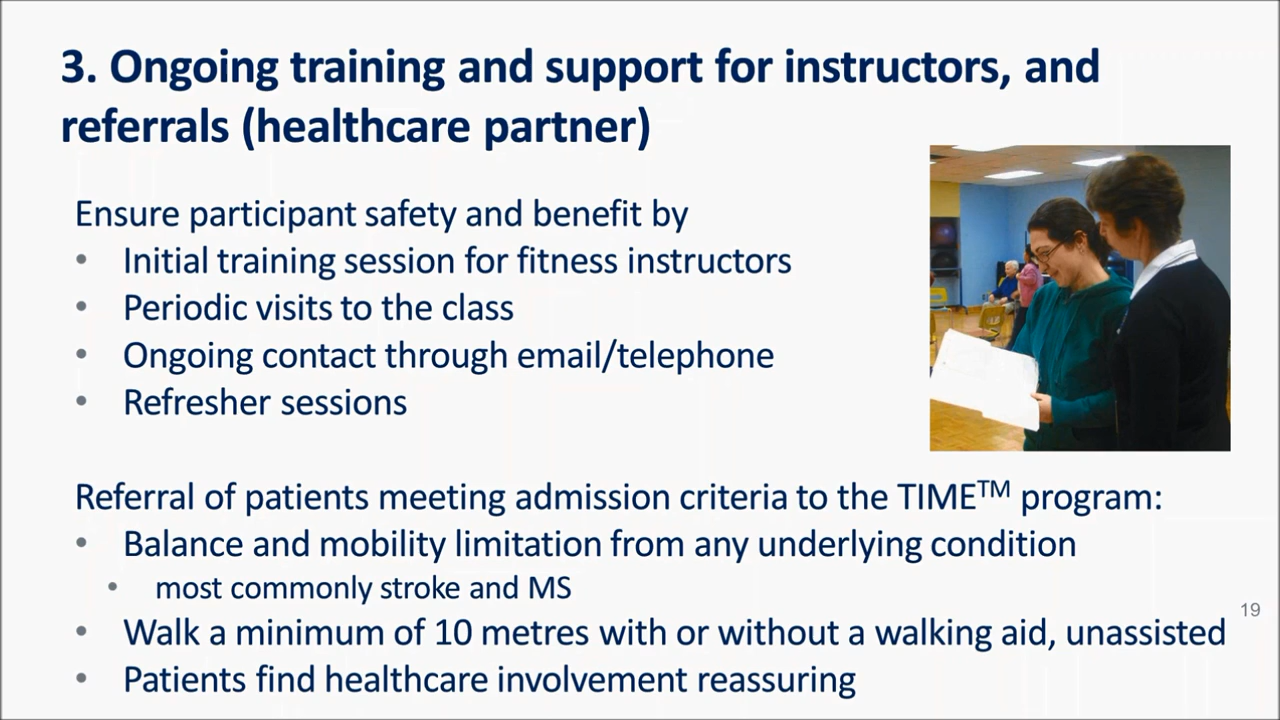 3. Ongoing training and support for instructors, and
referrals (healthcare partner)
Ensure participant safety and benefit by
• Initial training session for fitness instructors
• Periodic visits to the class
• Ongoing contact through email/telephone
• Refresher sessions
Referral of patients meeting admission criteria to the TIME™ program:
• Balance and mobility limitation from any underlying condition
• most commonly stroke and MS
• Walk a minimum of 10 metres with or without a walking aid, unassisted
• Patients find healthcare involvement reassuring
19